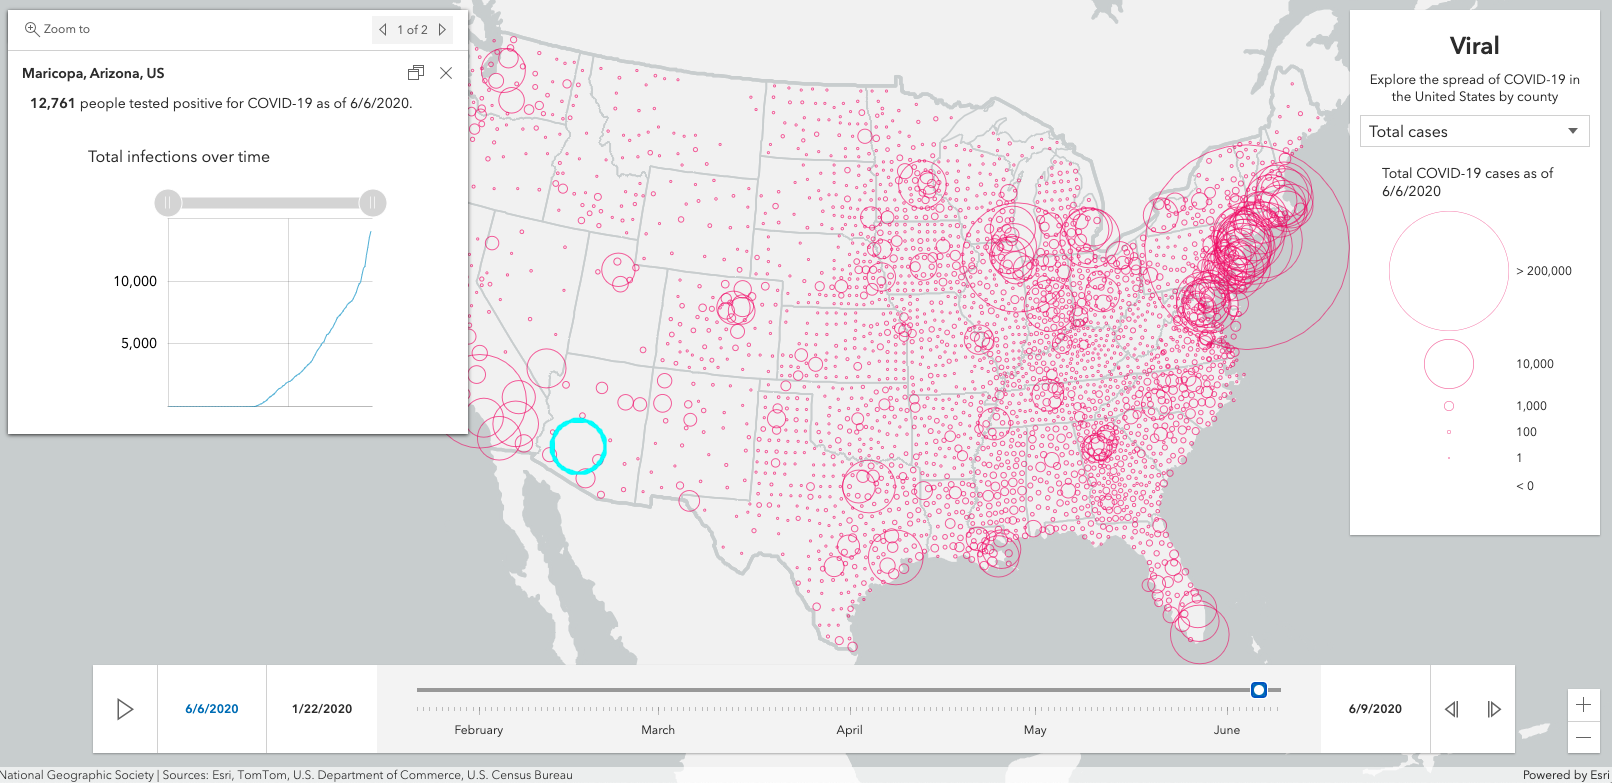 Zoom to
1 of 2
Maricopa, Arizona, US
12,761 people tested positive for COVID-19 as of 6/6/2020.
Total infections over time
10,000
5,000
Viral
Explore the spread of COVID-19 in
the United States by county
Total cases
Total COVID-19 cases as of
6/6/2020
> 200,000
10,000
1,000
100
1
< 0
6/6/2020
1/22/2020
February
March
April
May
June
6/9/2020
National Geographic Society | Sources: Esri, TomTom, U.S. Department of Commerce, U.S. Census Bureau
Powered by Esri